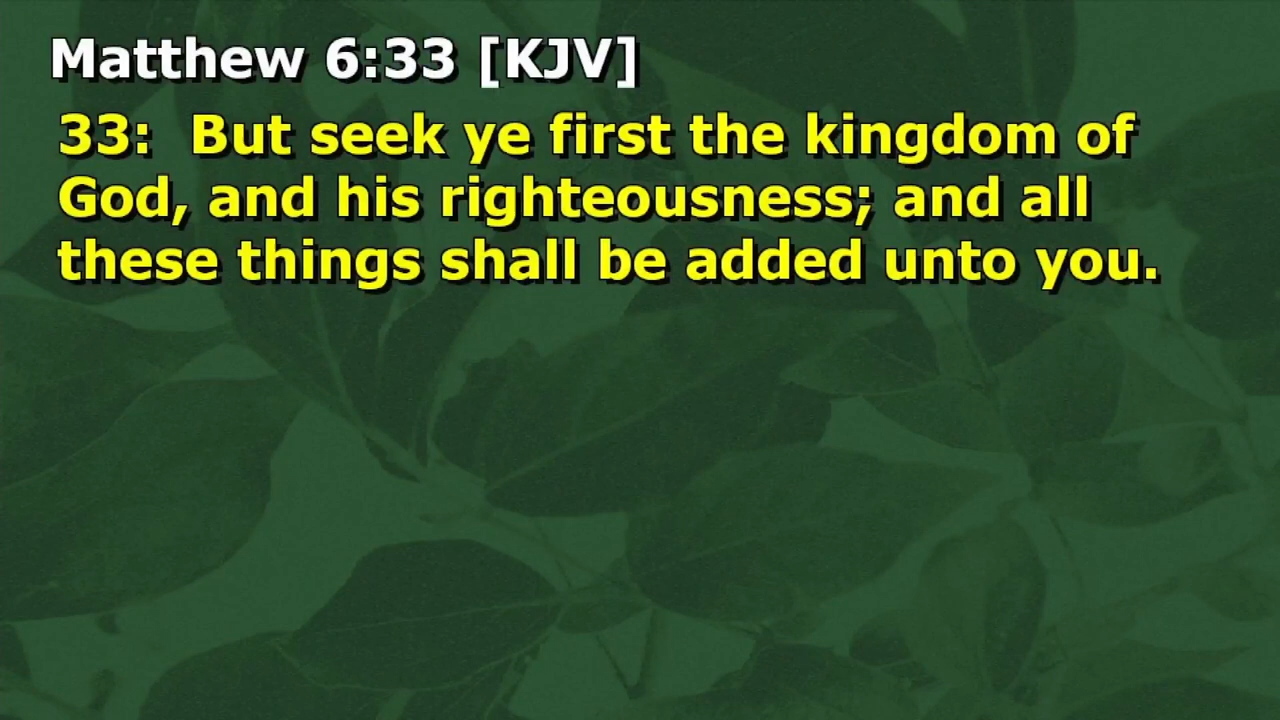 Matthew 6:33 [KJV]
33:  But seek ye first the kingdom of
God, and his righteousness; and all
these things shall be added unto you.